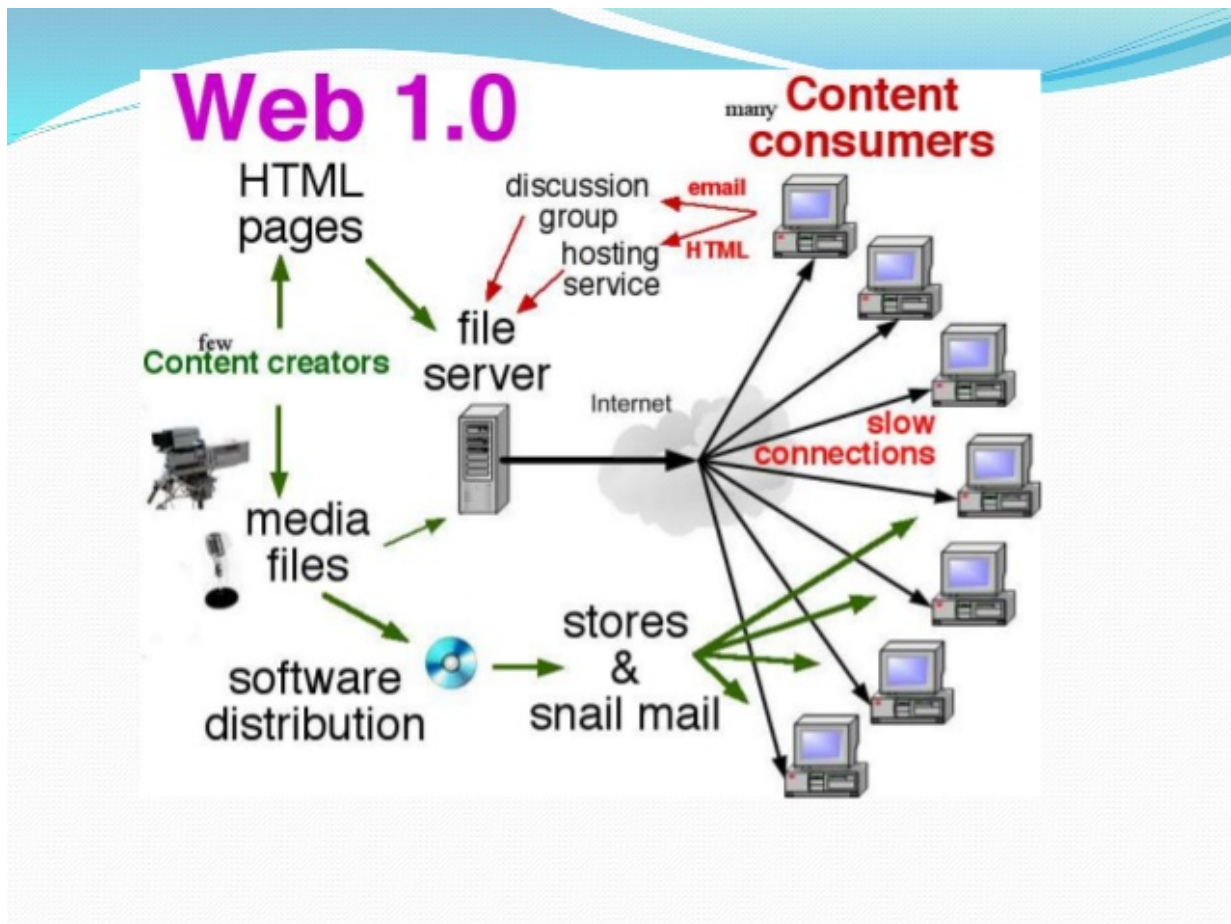 Web 1.0
many Content
consumers
HTML
pages
discussion
group
email
hosting
service
HTML
few
Content creators
file
server
Internet
slow
connections
media
files
software
distribution
stores
&
snail mail